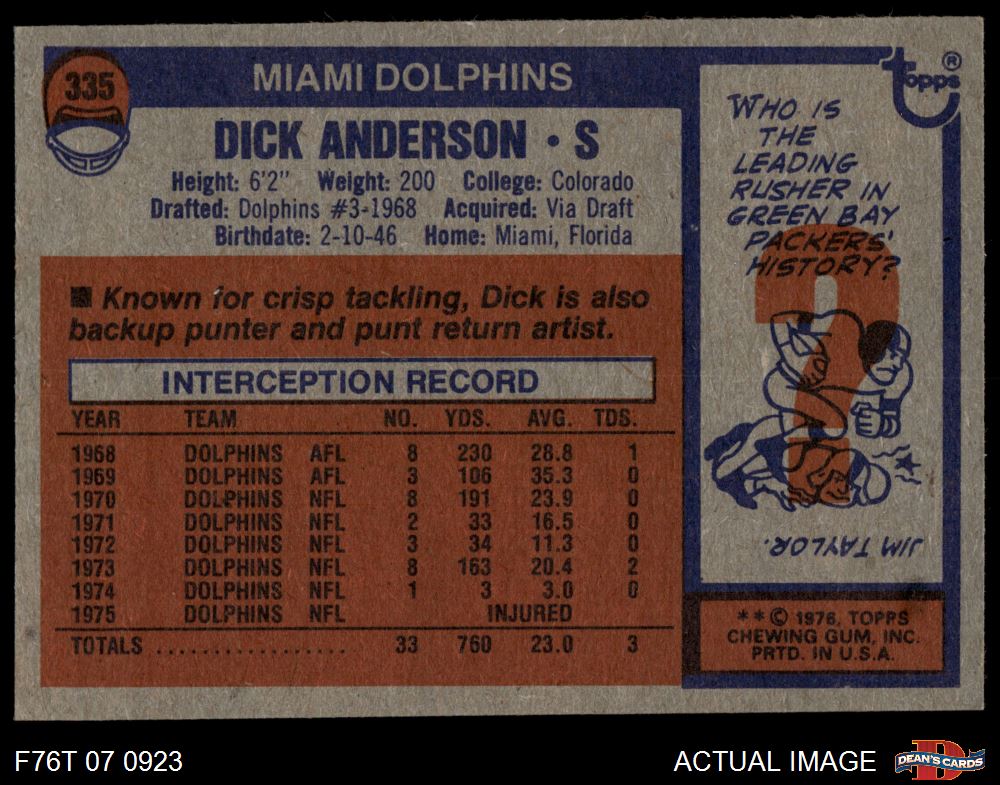 335
MIAMI DOLPHINS
DICK ANDERSON • S
Height: 6'2" Weight: 200 College: Colorado
Drafted: Dolphins #3-1968 Acquired: Via Draft
Birthdate: 2-10-46 Home: Miami, Florida
■ Known for crisp tackling, Dick is also
backup punter and punt return artist.
INTERCEPTION RECORD
YEAR TEAM NO. YDS. AVG. TDS.
1968 DOLPHINS AFL 8 230 28.8 1
1969 DOLPHINS AFL 3 106 35.3 0
1970 DOLPHINS NFL 8 191 23.9 0
1971 DOLPHINS NFL 2 33 16.5 0
1972 DOLPHINS NFL 3 34 11.3 0
1973 DOLPHINS NFL 8 163 20.4 2
1974 DOLPHINS NFL 1 3 3.0 0
1975 DOLPHINS NFL INJURED
TOTALS .................. 33 760 23.0 3
Topps®
WHO IS
THE
LEADING
RUSHER IN
GREEN BAY
PACKERS'
HISTORY?
?
JIM TAYLOR.
**© 1976, TOPPS
CHEWING GUM, INC.
PRTD. IN U.S.A.
F76T 07 0923
ACTUAL IMAGE
D
DEAN'S CARDS